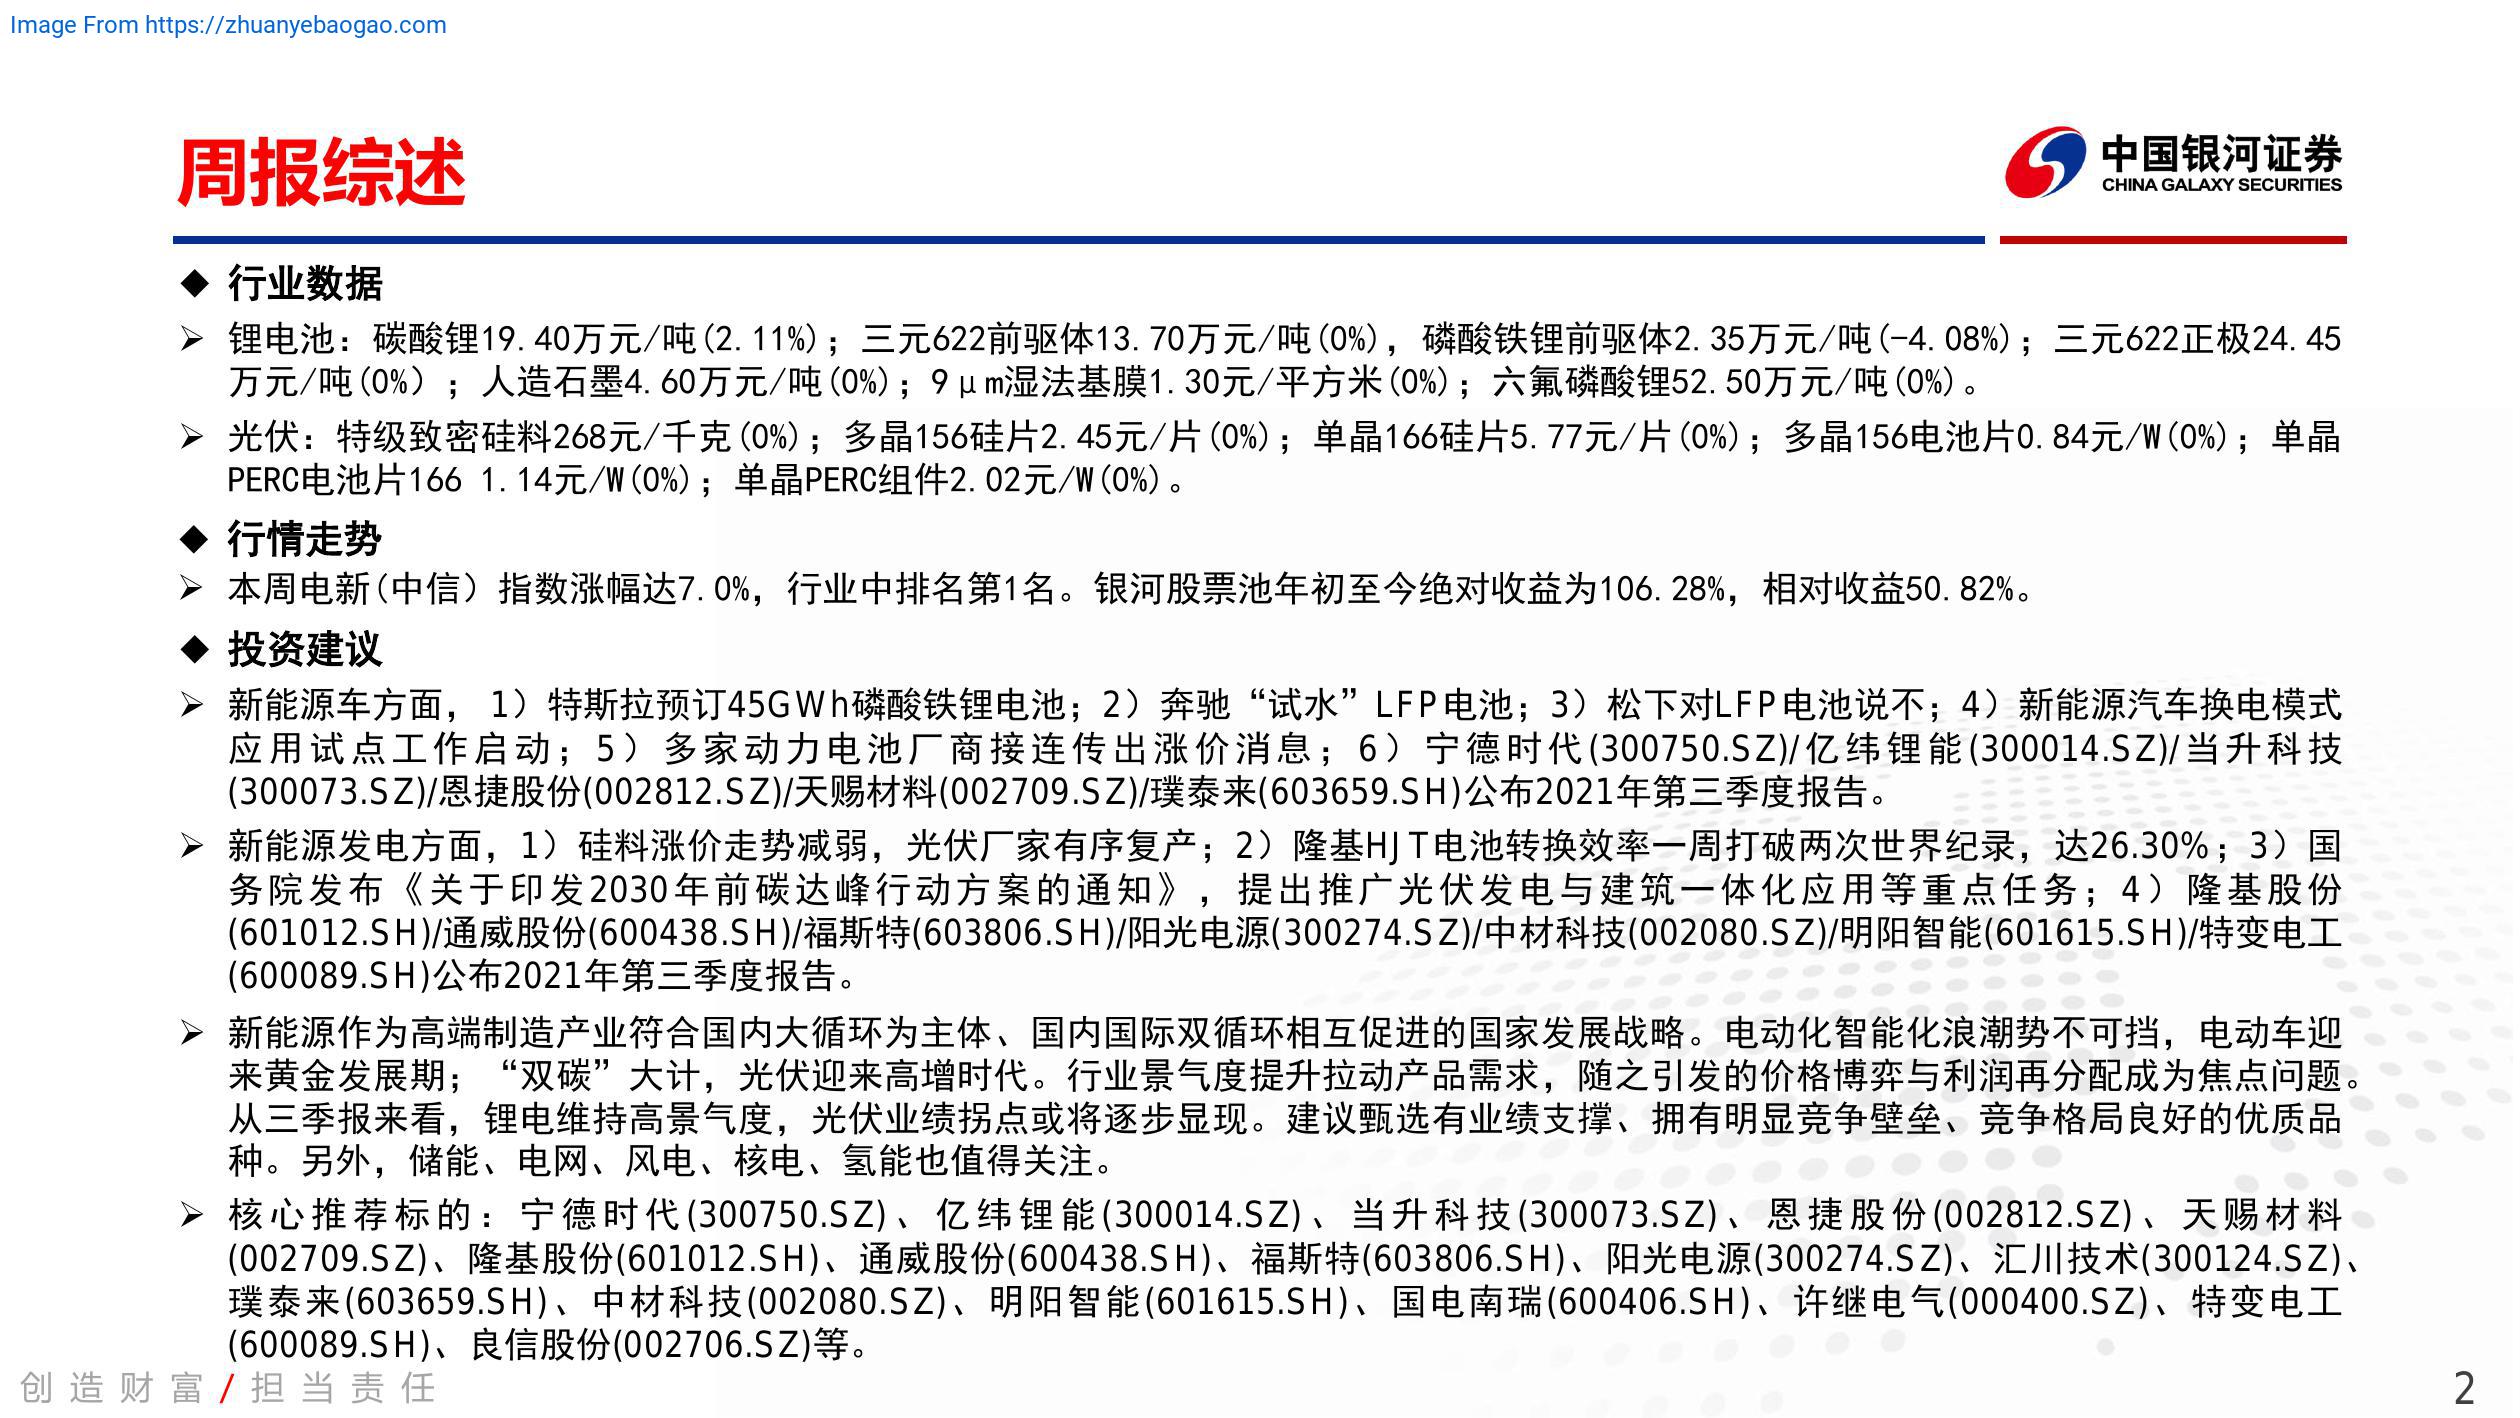 Image From https://zhuanyebaogao.com
周报综述
中国银河证券
CHINA GALAXY SECURITIES
◆ 行业数据
➢ 锂电池：碳酸锂19.40万元/吨(2.11%)；三元622前驱体13.70万元/吨(0%)，磷酸铁锂前驱体2.35万元/吨(-4.08%)；三元622正极24.45
万元/吨(0%）；人造石墨4.60万元/吨(0%)；9μm湿法基膜1.30元/平方米(0%)；六氟磷酸锂52.50万元/吨(0%)。
➢ 光伏：特级致密硅料268元/千克(0%)；多晶156硅片2.45元/片(0%)；单晶166硅片5.77元/片(0%)；多晶156电池片0.84元/W(0%)；单晶
PERC电池片166 1.14元/W(0%)；单晶PERC组件2.02元/W(0%)。
◆ 行情走势
➢ 本周电新(中信）指数涨幅达7.0%，行业中排名第1名。银河股票池年初至今绝对收益为106.28%，相对收益50.82%。
◆ 投资建议
➢ 新能源车方面， 1）特斯拉预订45GWh磷酸铁锂电池；2）奔驰“试水”LFP电池；3）松下对LFP电池说不；4）新能源汽车换电模式
应用试点工作启动；5）多家动力电池厂商接连传出涨价消息；6）宁德时代(300750.SZ)/亿纬锂能(300014.SZ)/当升科技
(300073.SZ)/恩捷股份(002812.SZ)/天赐材料(002709.SZ)/璞泰来(603659.SH)公布2021年第三季度报告。
➢ 新能源发电方面，1）硅料涨价走势减弱，光伏厂家有序复产；2）隆基HJT电池转换效率一周打破两次世界纪录，达26.30%；3）国
务院发布《关于印发2030年前碳达峰行动方案的通知》，提出推广光伏发电与建筑一体化应用等重点任务；4）隆基股份
(601012.SH)/通威股份(600438.SH)/福斯特(603806.SH)/阳光电源(300274.SZ)/中材科技(002080.SZ)/明阳智能(601615.SH)/特变电工
(600089.SH)公布2021年第三季度报告。
➢ 新能源作为高端制造产业符合国内大循环为主体、国内国际双循环相互促进的国家发展战略。电动化智能化浪潮势不可挡，电动车迎
来黄金发展期；“双碳”大计，光伏迎来高增时代。行业景气度提升拉动产品需求，随之引发的价格博弈与利润再分配成为焦点问题。
从三季报来看，锂电维持高景气度，光伏业绩拐点或将逐步显现。建议甄选有业绩支撑、拥有明显竞争壁垒、竞争格局良好的优质品
种。另外，储能、电网、风电、核电、氢能也值得关注。
➢ 核心推荐标的：宁德时代(300750.SZ)、亿纬锂能(300014.SZ)、当升科技(300073.SZ)、恩捷股份(002812.SZ)、天赐材料
(002709.SZ)、隆基股份(601012.SH)、通威股份(600438.SH)、福斯特(603806.SH)、阳光电源(300274.SZ)、汇川技术(300124.SZ)、
璞泰来(603659.SH)、中材科技(002080.SZ)、明阳智能(601615.SH)、国电南瑞(600406.SH)、许继电气(000400.SZ)、特变电工
(600089.SH)、良信股份(002706.SZ)等。
创造财富/担当责任
2